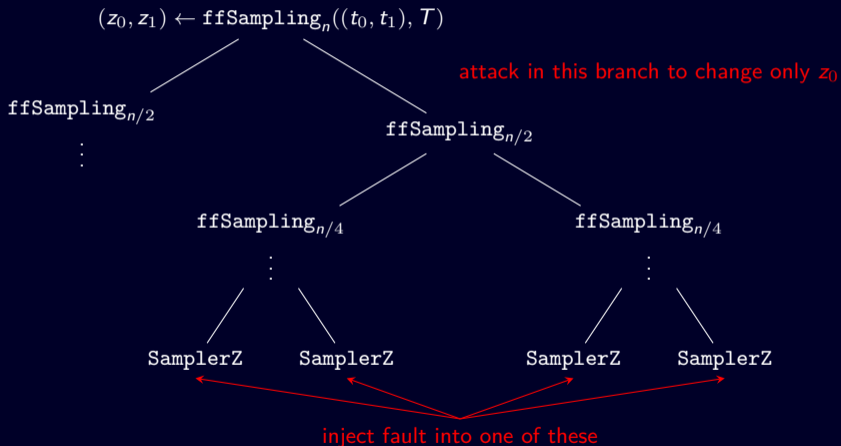 (z₀, z₁) ← ffSamplingₙ((t₀, t₁), T)
attack in this branch to change only z₀
ffSamplingₙ/₂
ffSamplingₙ/₂
⋮
ffSamplingₙ/₄ ffSamplingₙ/₄
⋮ ⋮
SamplerZ SamplerZ SamplerZ SamplerZ
inject fault into one of these